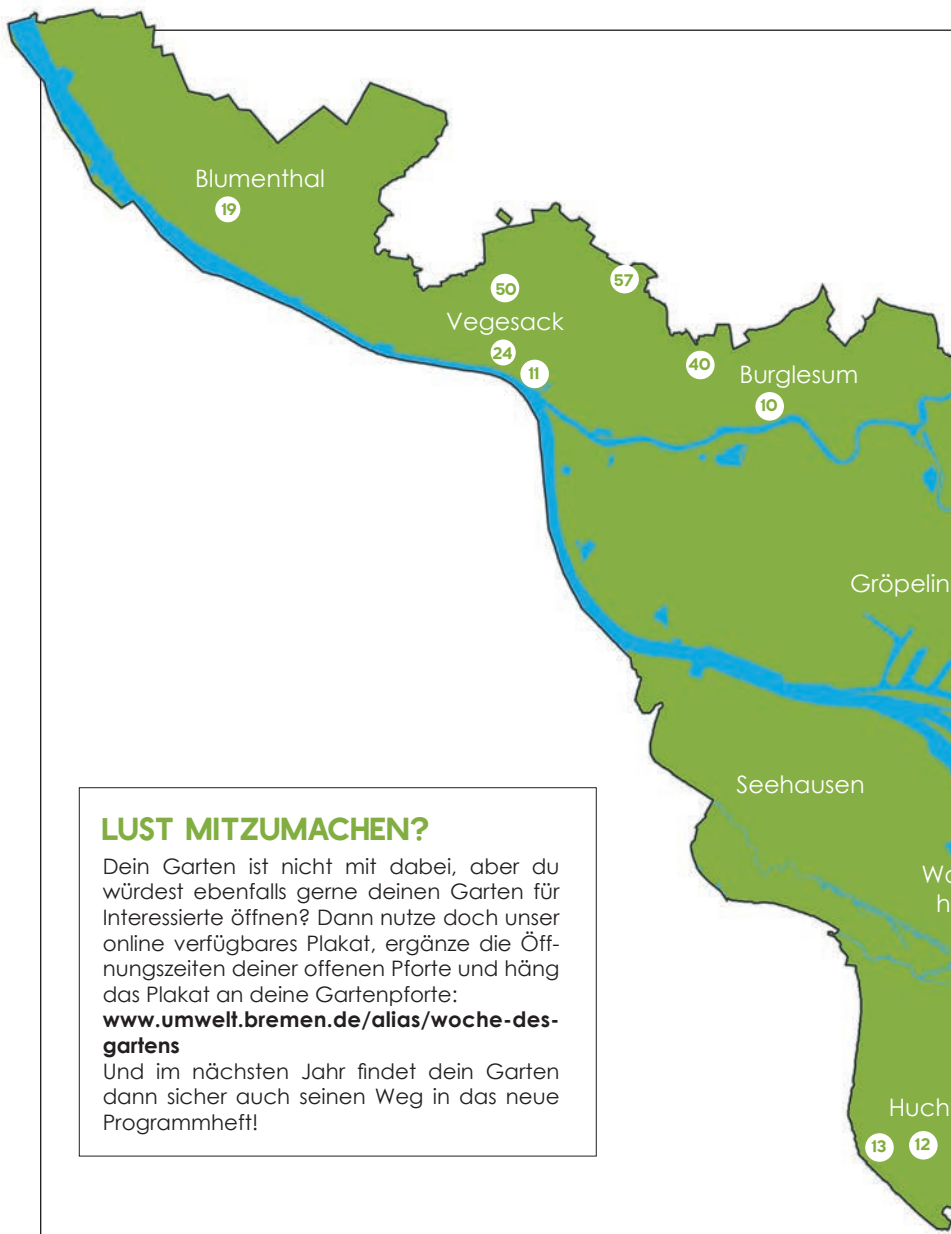 Blumenthal
19
50
57
Vegesack
24
11
40
Burglesum
10
Gröpelin
Seehausen
Wo
h
Huch
13
12
LUST MITZUMACHEN?
Dein Garten ist nicht mit dabei, aber du
würdest ebenfalls gerne deinen Garten für
Interessierte öffnen? Dann nutze doch unser
online verfügbares Plakat, ergänze die Öff-
nungszeiten deiner offenen Pforte und häng
das Plakat an deine Gartenpforte:
www.umwelt.bremen.de/alias/woche-des-
gartens
Und im nächsten Jahr findet dein Garten
dann sicher auch seinen Weg in das neue
Programmheft!